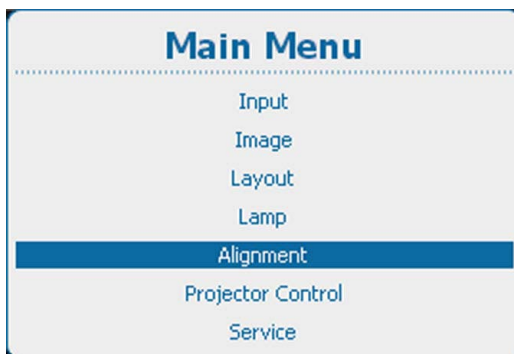 Main Menu
Input
Image
Layout
Lamp
Alignment
Projector Control
Service